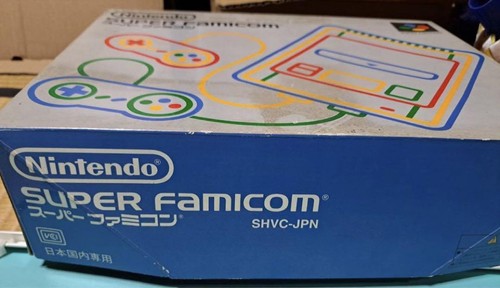 Nintendo®
SUPER FAMICOM
Nintendo®
SUPER FAMICOM®
スーパーファミコン®
SHVC-JPN
日本国内専用